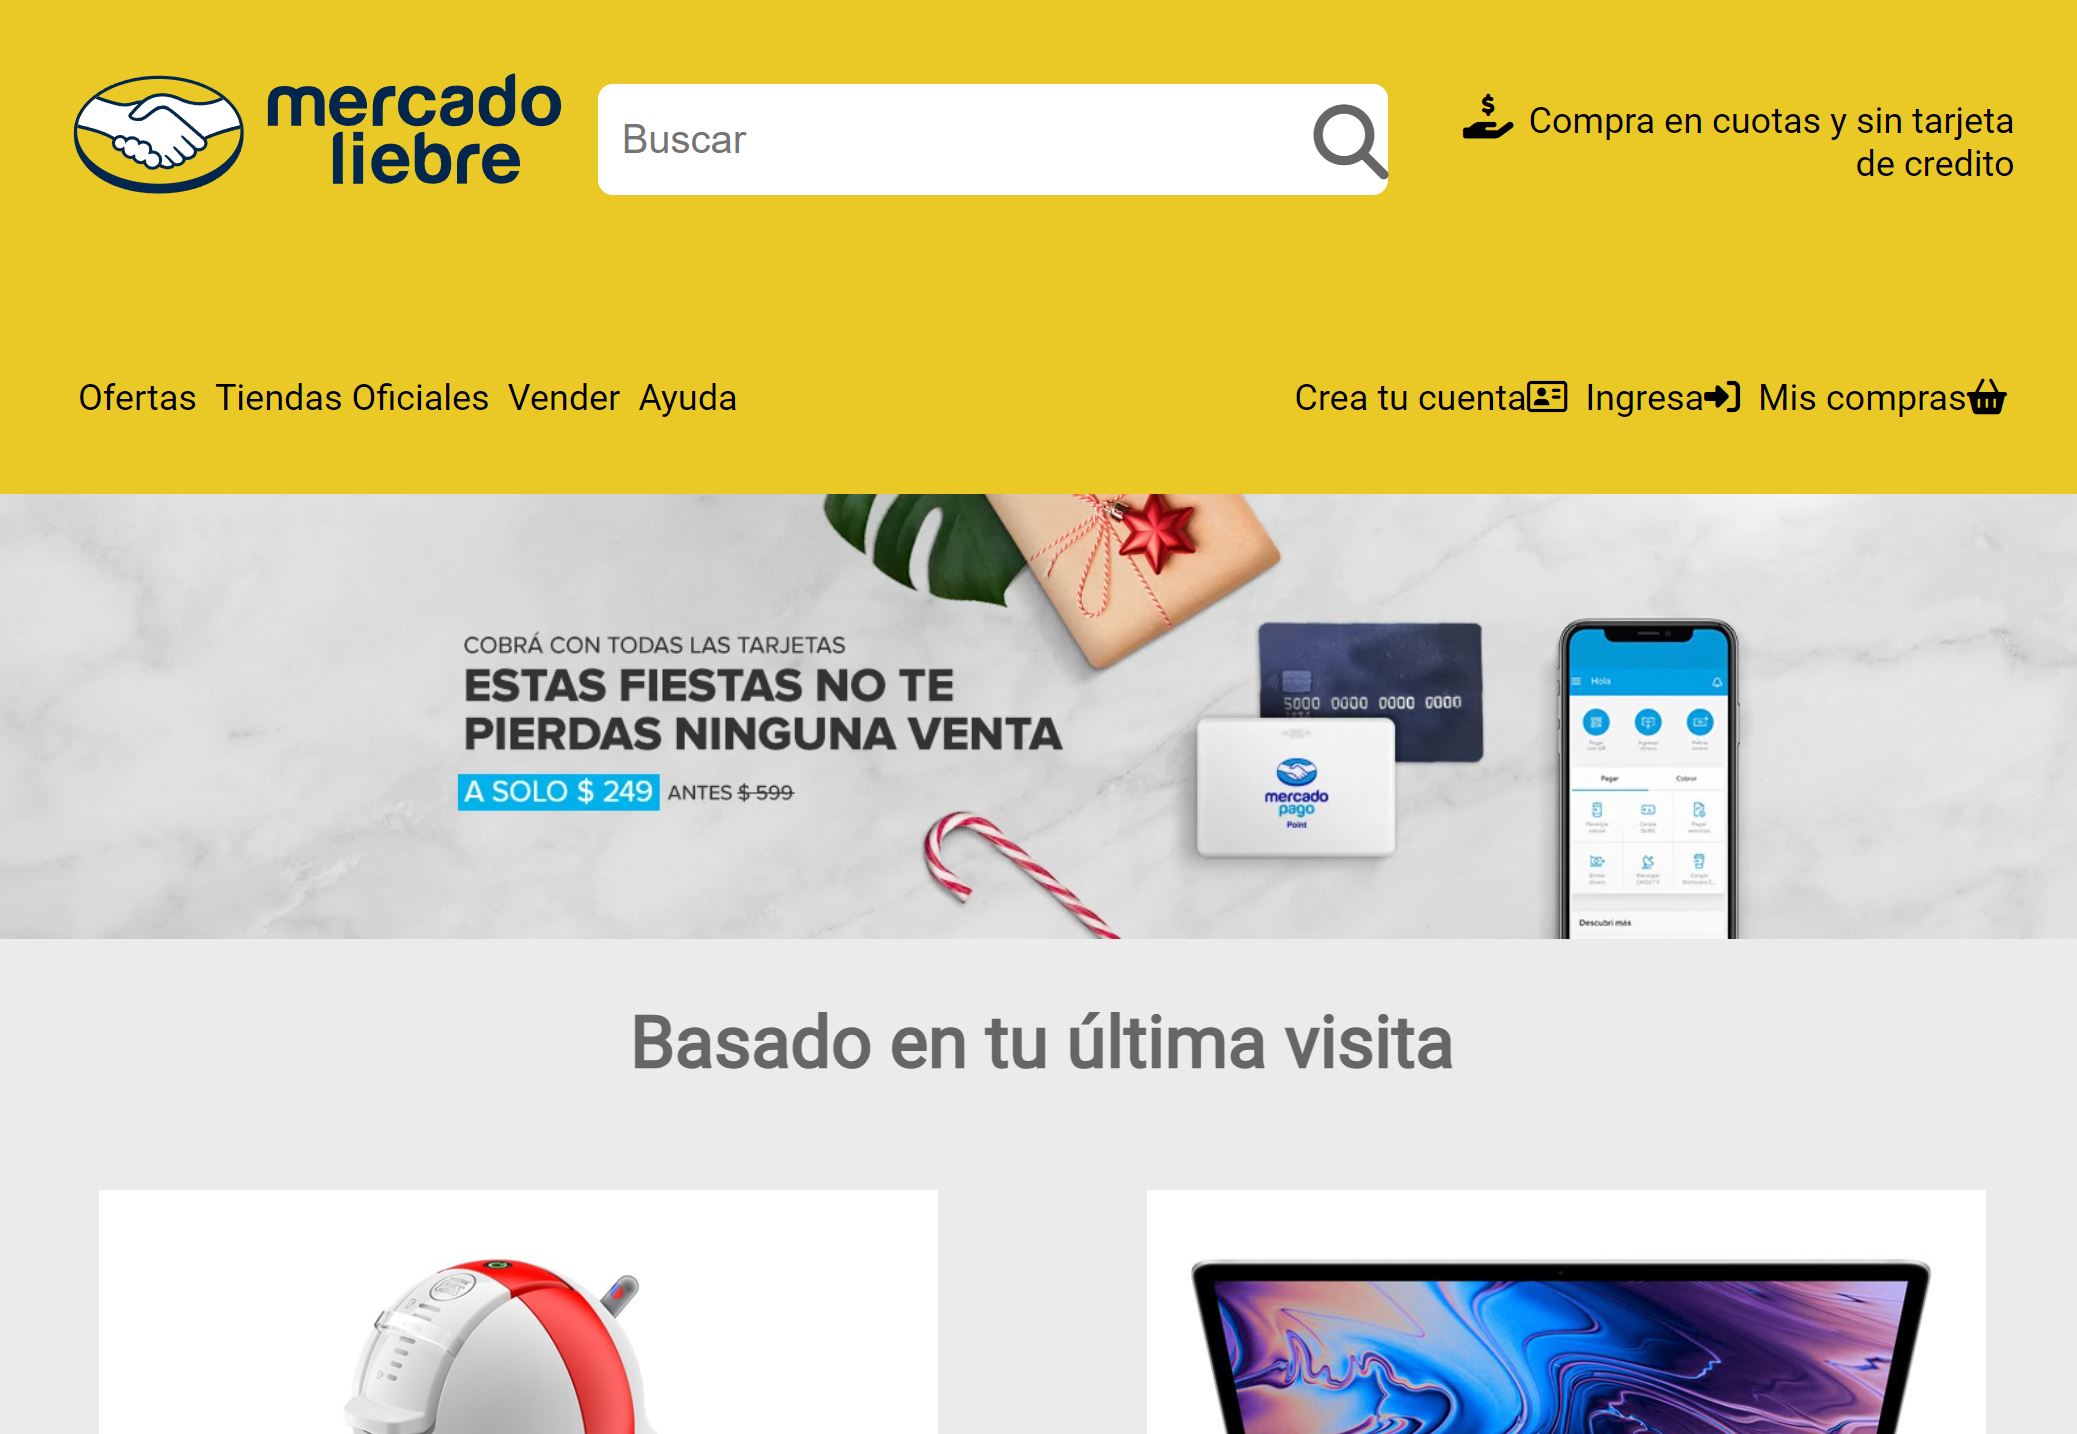 mercado
liebre
Buscar
Compra en cuotas y sin tarjeta
de credito
Ofertas Tiendas Oficiales Vender Ayuda
Crea tu cuenta Ingresa Mis compras
COBRÁ CON TODAS LAS TARJETAS
ESTAS FIESTAS NO TE
PIERDAS NINGUNA VENTA
A SOLO $ 249 ANTES $ 599
5000 0000 0000 0000
mercado
pago
Point
Hola
Pagar Cobrar
Descubrí más
Basado en tu última visita